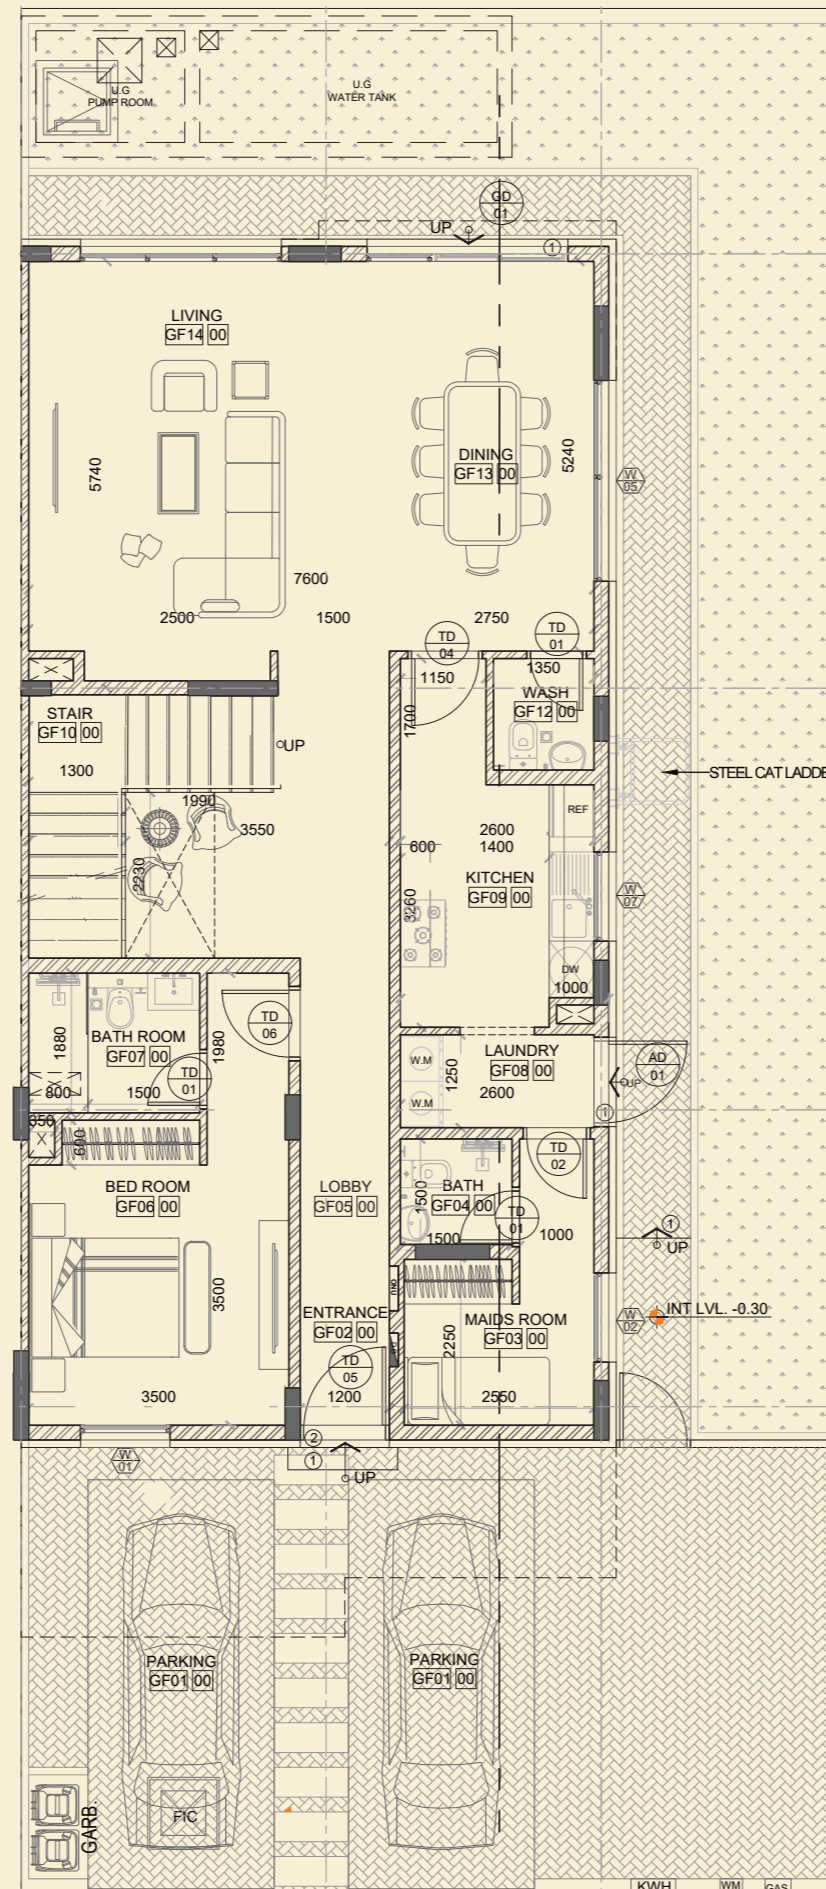 U.G
PUMP ROOM
U.G
WATER TANK
GD
01
UP
1
LIVING
GF14 00
DINING
GF13 00
5740
5240
W
05
7600
2500
1500
2750
TD
04
TD
01
1150
1350
WASH
GF12 00
1700
STAIR
GF10 00
UP
1300
STEEL CAT LADDE
1990
3550
2230
REF
2600
600
1400
KITCHEN
GF09 00
W
07
3260
DW
1000
TD
06
BATH ROOM
GF07 00
1880
1980
TD
01
800
1500
LAUNDRY
GF08 00
W.M
W.M
1250
2600
AD
01
UP
1
350
600
TD
02
BED ROOM
GF06 00
LOBBY
GF05 00
BATH
GF04 00
1500
1500
TD
01
1000
1
UP
3500
ENTRANCE
GF02 00
MAIDS ROOM
GF03 00
2250
INT LVL. -0.30
W
02
TD
05
3500
1200
2550
2
1
UP
W
01
PARKING
GF01 00
PARKING
GF01 00
FIC
GARB.
KWH
WM
GAS